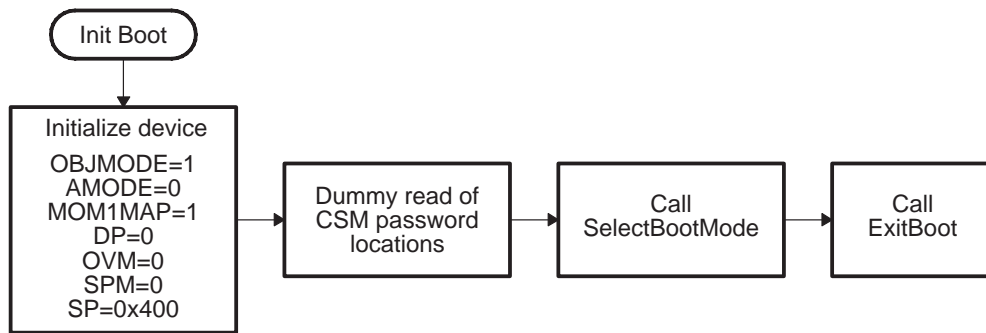 Init Boot
Initialize device
OBJMODE=1
AMODE=0
MOM1MAP=1
DP=0
OVM=0
SPM=0
SP=0x400
Dummy read of
CSM password
locations
Call
SelectBootMode
Call
ExitBoot